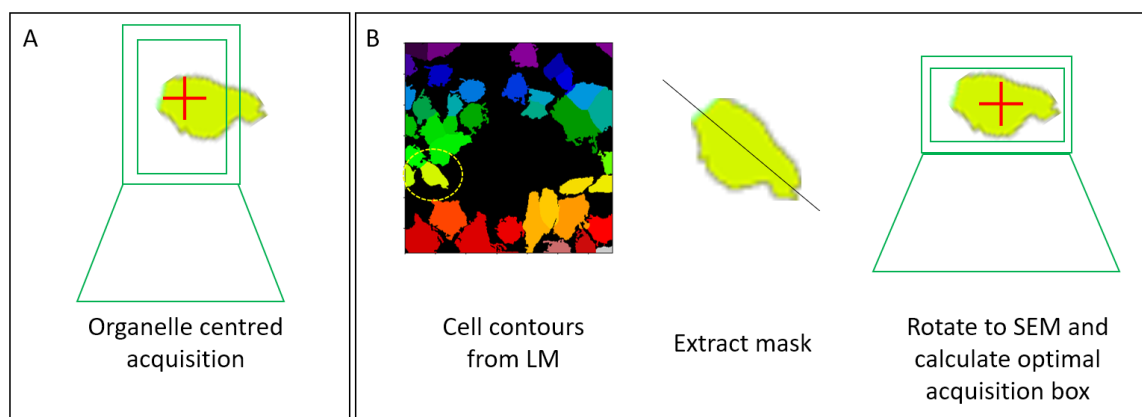 A
B
Organelle centred
acquisition
Cell contours
from LM
Extract mask
Rotate to SEM and
calculate optimal
acquisition box